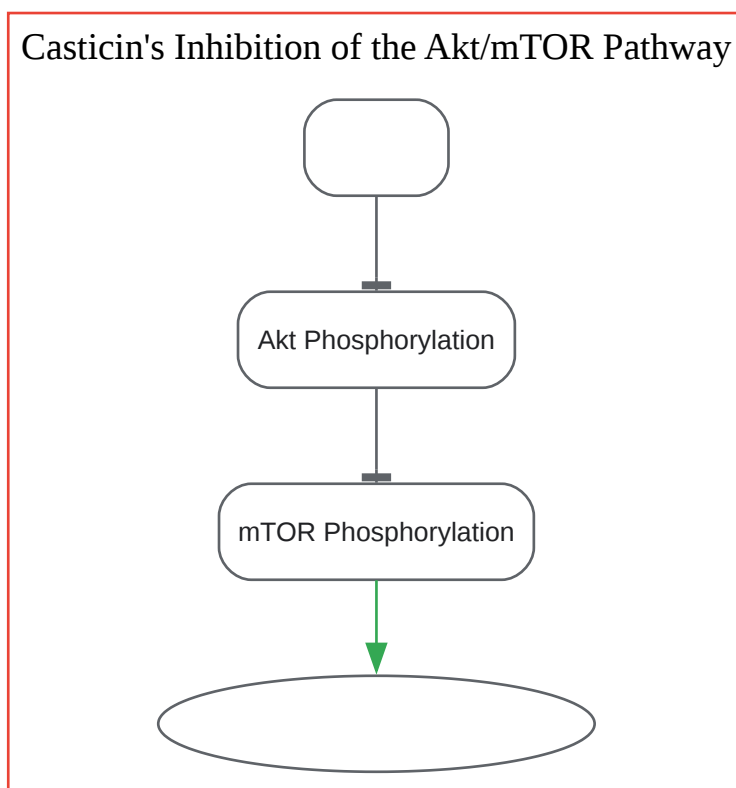 Casticin's Inhibition of the Akt/mTOR Pathway
Akt Phosphorylation
mTOR Phosphorylation